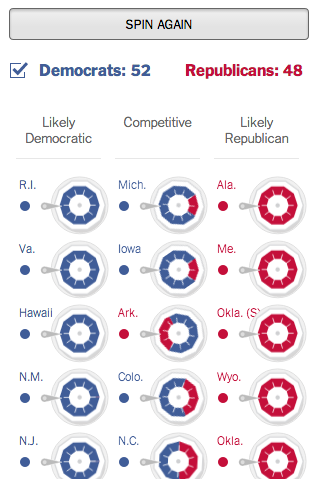 SPIN AGAIN
Democrats: 52 Republicans: 48
Likely Democratic
Competitive
Likely Republican
R.I. Mich. Ala.
Va. Iowa Me.
Hawaii Ark. Okla. (S
N.M. Colo. Wyo.
N.J. N.C. Okla.